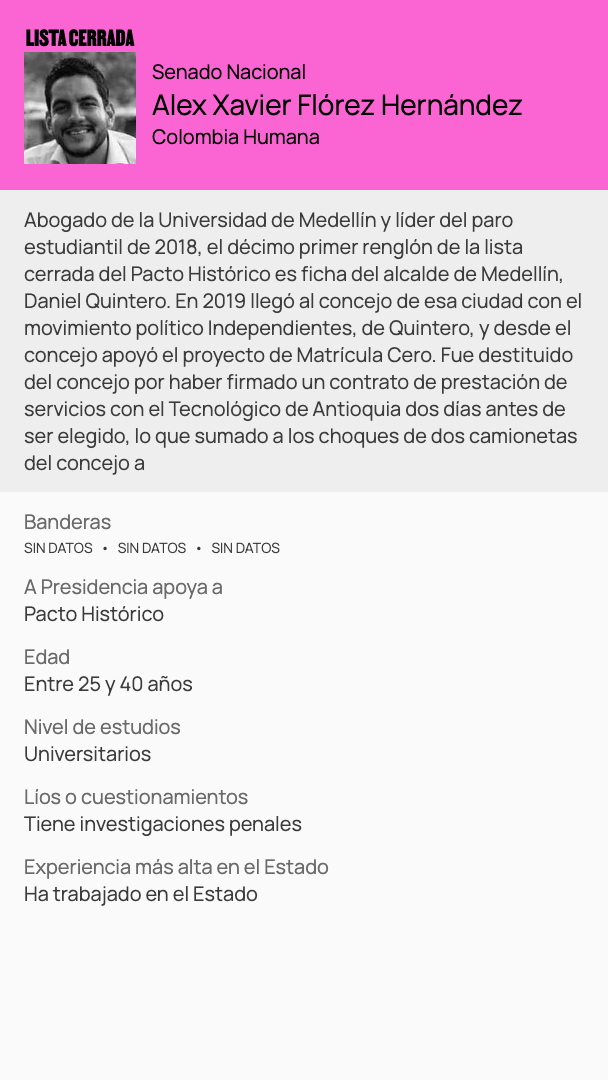 LISTA CERRADA
Senado Nacional
Alex Xavier Flórez Hernández
Colombia Humana
Abogado de la Universidad de Medellín y líder del paro
estudiantil de 2018, el décimo primer renglón de la lista
cerrada del Pacto Histórico es ficha del alcalde de Medellín,
Daniel Quintero. En 2019 llegó al concejo de esa ciudad con el
movimiento político Independientes, de Quintero, y desde el
concejo apoyó el proyecto de Matrícula Cero. Fue destituido
del concejo por haber firmado un contrato de prestación de
servicios con el Tecnológico de Antioquia dos días antes de
ser elegido, lo que sumado a los choques de dos camionetas
del concejo a
Banderas
SIN DATOS • SIN DATOS • SIN DATOS
A Presidencia apoya a
Pacto Histórico
Edad
Entre 25 y 40 años
Nivel de estudios
Universitarios
Líos o cuestionamientos
Tiene investigaciones penales
Experiencia más alta en el Estado
Ha trabajado en el Estado